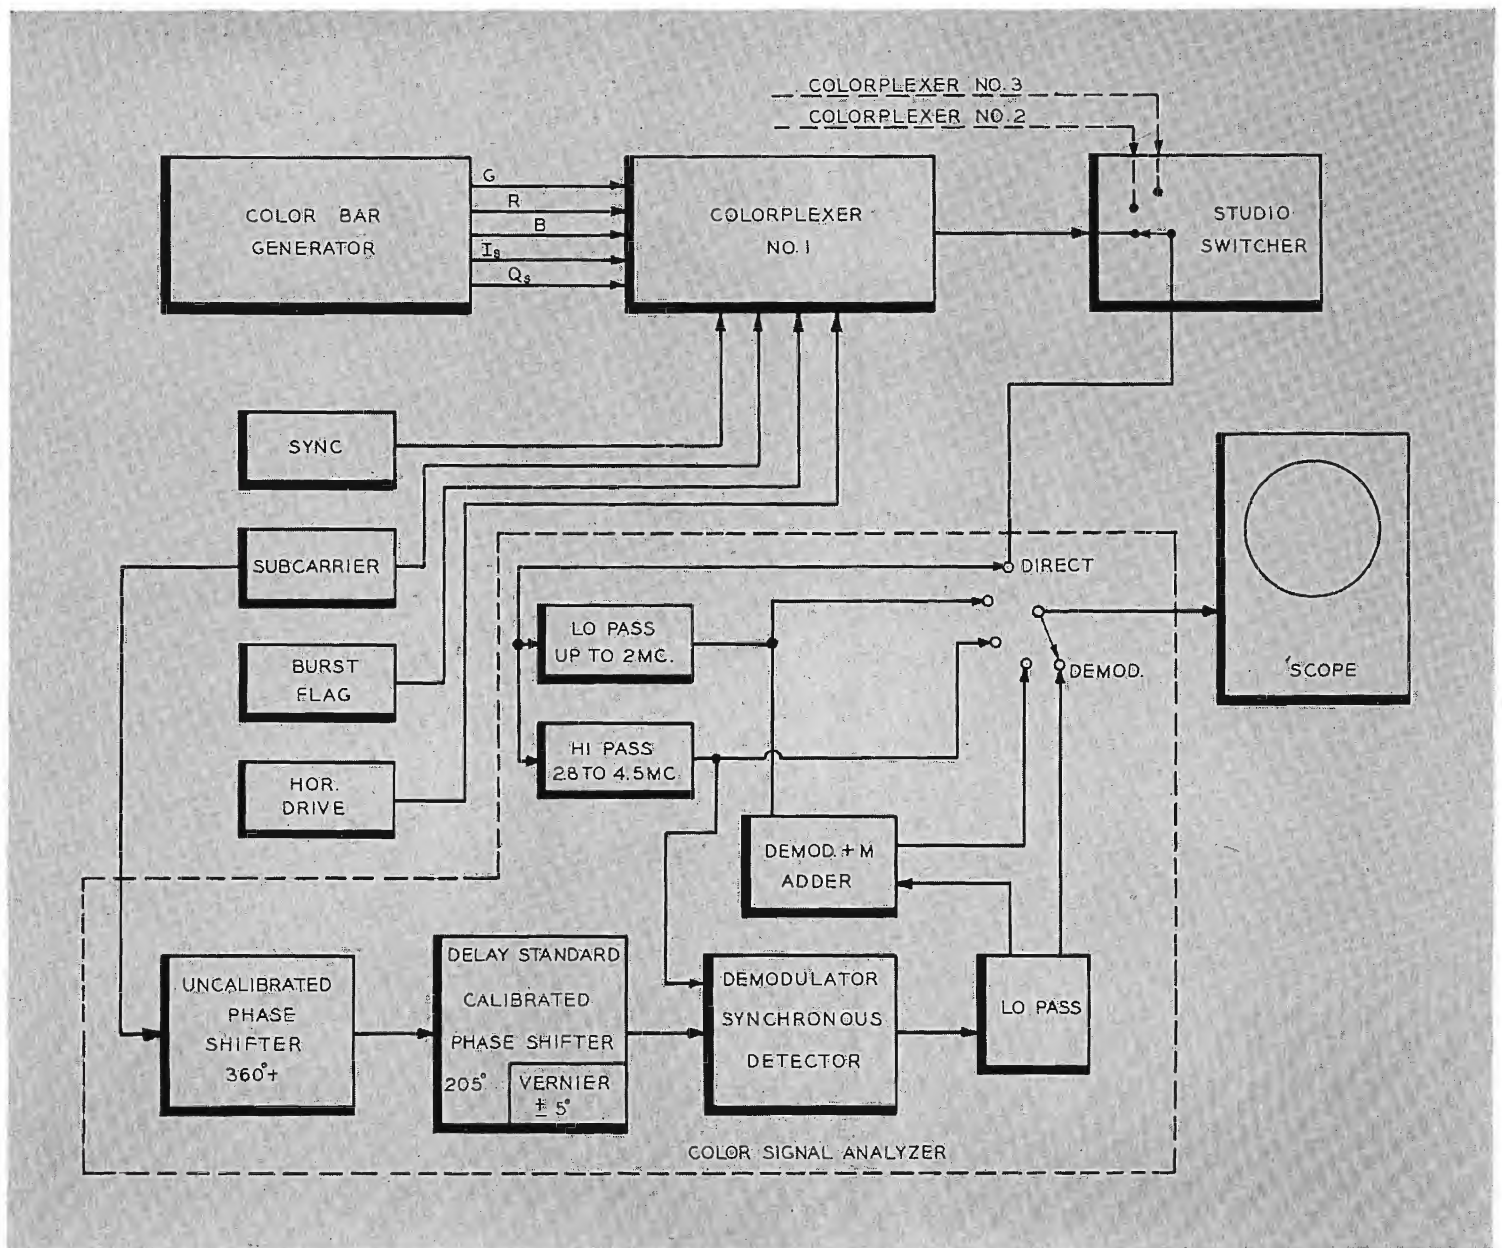 COLORPLEXER NO. 3
COLORPLEXER NO. 2
COLOR BAR
GENERATOR
G
R
B
Is
Qs
COLORPLEXER
NO. 1
STUDIO
SWITCHER
SYNC
SUBCARRIER
BURST
FLAG
HOR.
DRIVE
DIRECT
LO PASS
UP TO 2MC.
HI PASS
2.8 TO 4.5MC.
DEMOD.
'SCOPE
DEMOD. + M
ADDER
UNCALIBRATED
PHASE
SHIFTER
360°+
DELAY STANDARD
CALIBRATED
PHASE SHIFTER
205°
VERNIER
± 5°
DEMODULATOR
SYNCHRONOUS
DETECTOR
LO PASS
COLOR SIGNAL ANALYZER